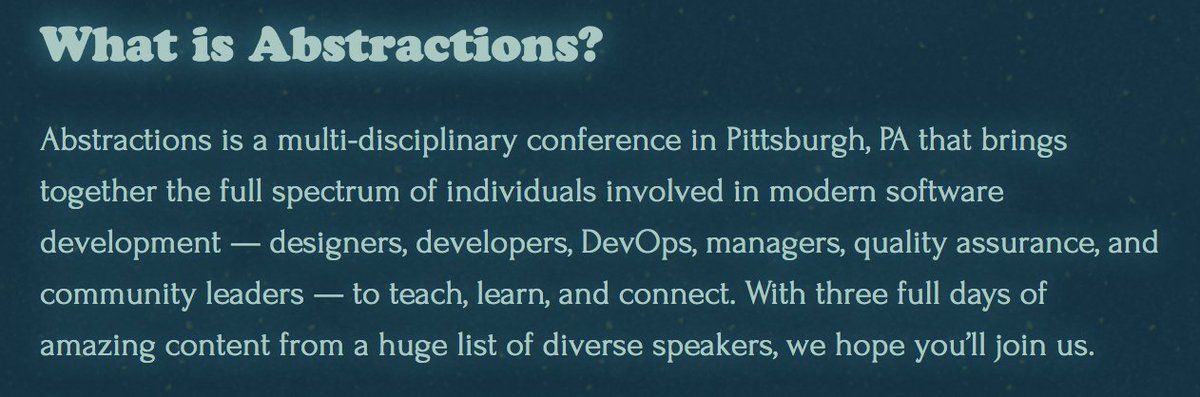 What is Abstractions?
Abstractions is a multi-disciplinary conference in Pittsburgh, PA that brings
together the full spectrum of individuals involved in modern software
development — designers, developers, DevOps, managers, quality assurance, and
community leaders — to teach, learn, and connect. With three full days of
amazing content from a huge list of diverse speakers, we hope you’ll join us.